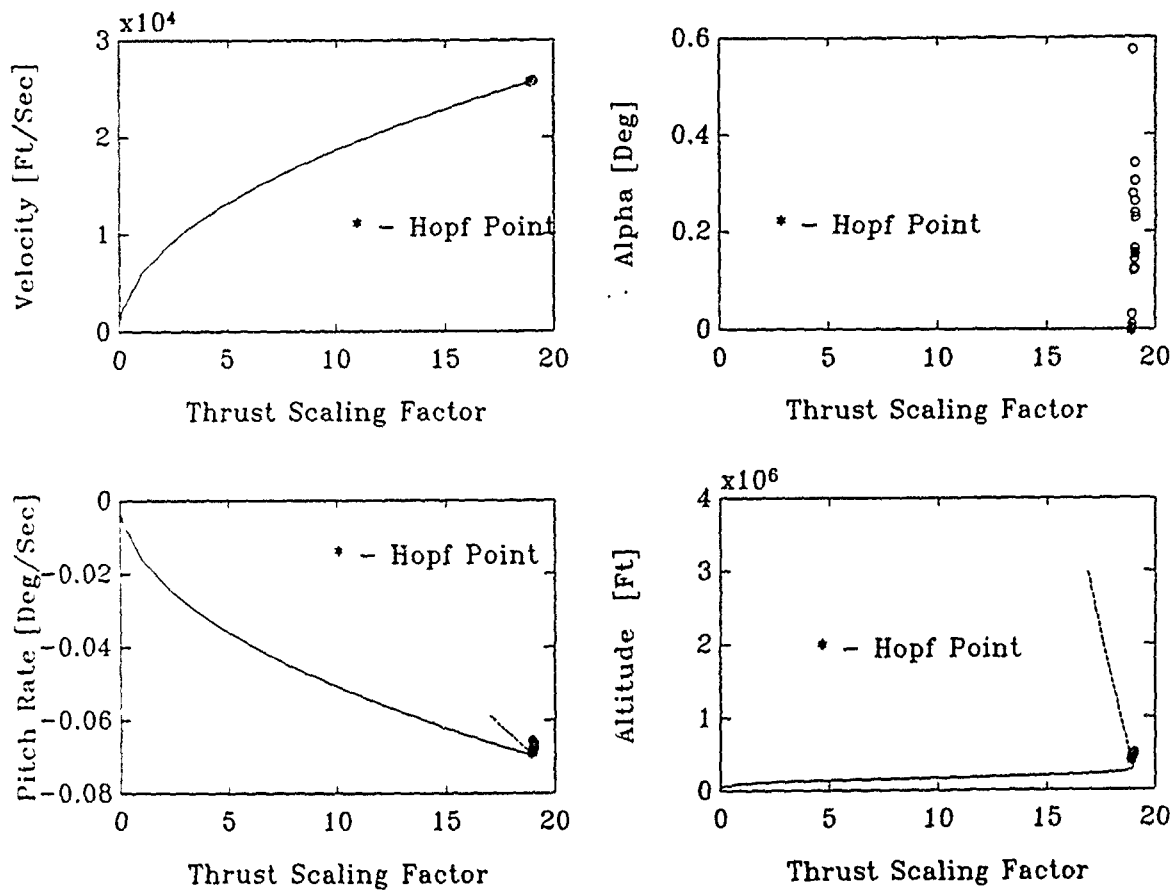 x10⁴
3
2
1
0
Velocity [Ft/Sec]
* – Hopf Point
0 5 10 15 20
Thrust Scaling Factor
0.6
0.4
0.2
0
Alpha [Deg]
* – Hopf Point
0 5 10 15 20
Thrust Scaling Factor
0
-0.02
-0.04
-0.06
-0.08
Pitch Rate [Deg/Sec]
* – Hopf Point
0 5 10 15 20
Thrust Scaling Factor
x10⁶
4
3
2
1
0
Altitude [Ft]
* – Hopf Point
0 5 10 15 20
Thrust Scaling Factor